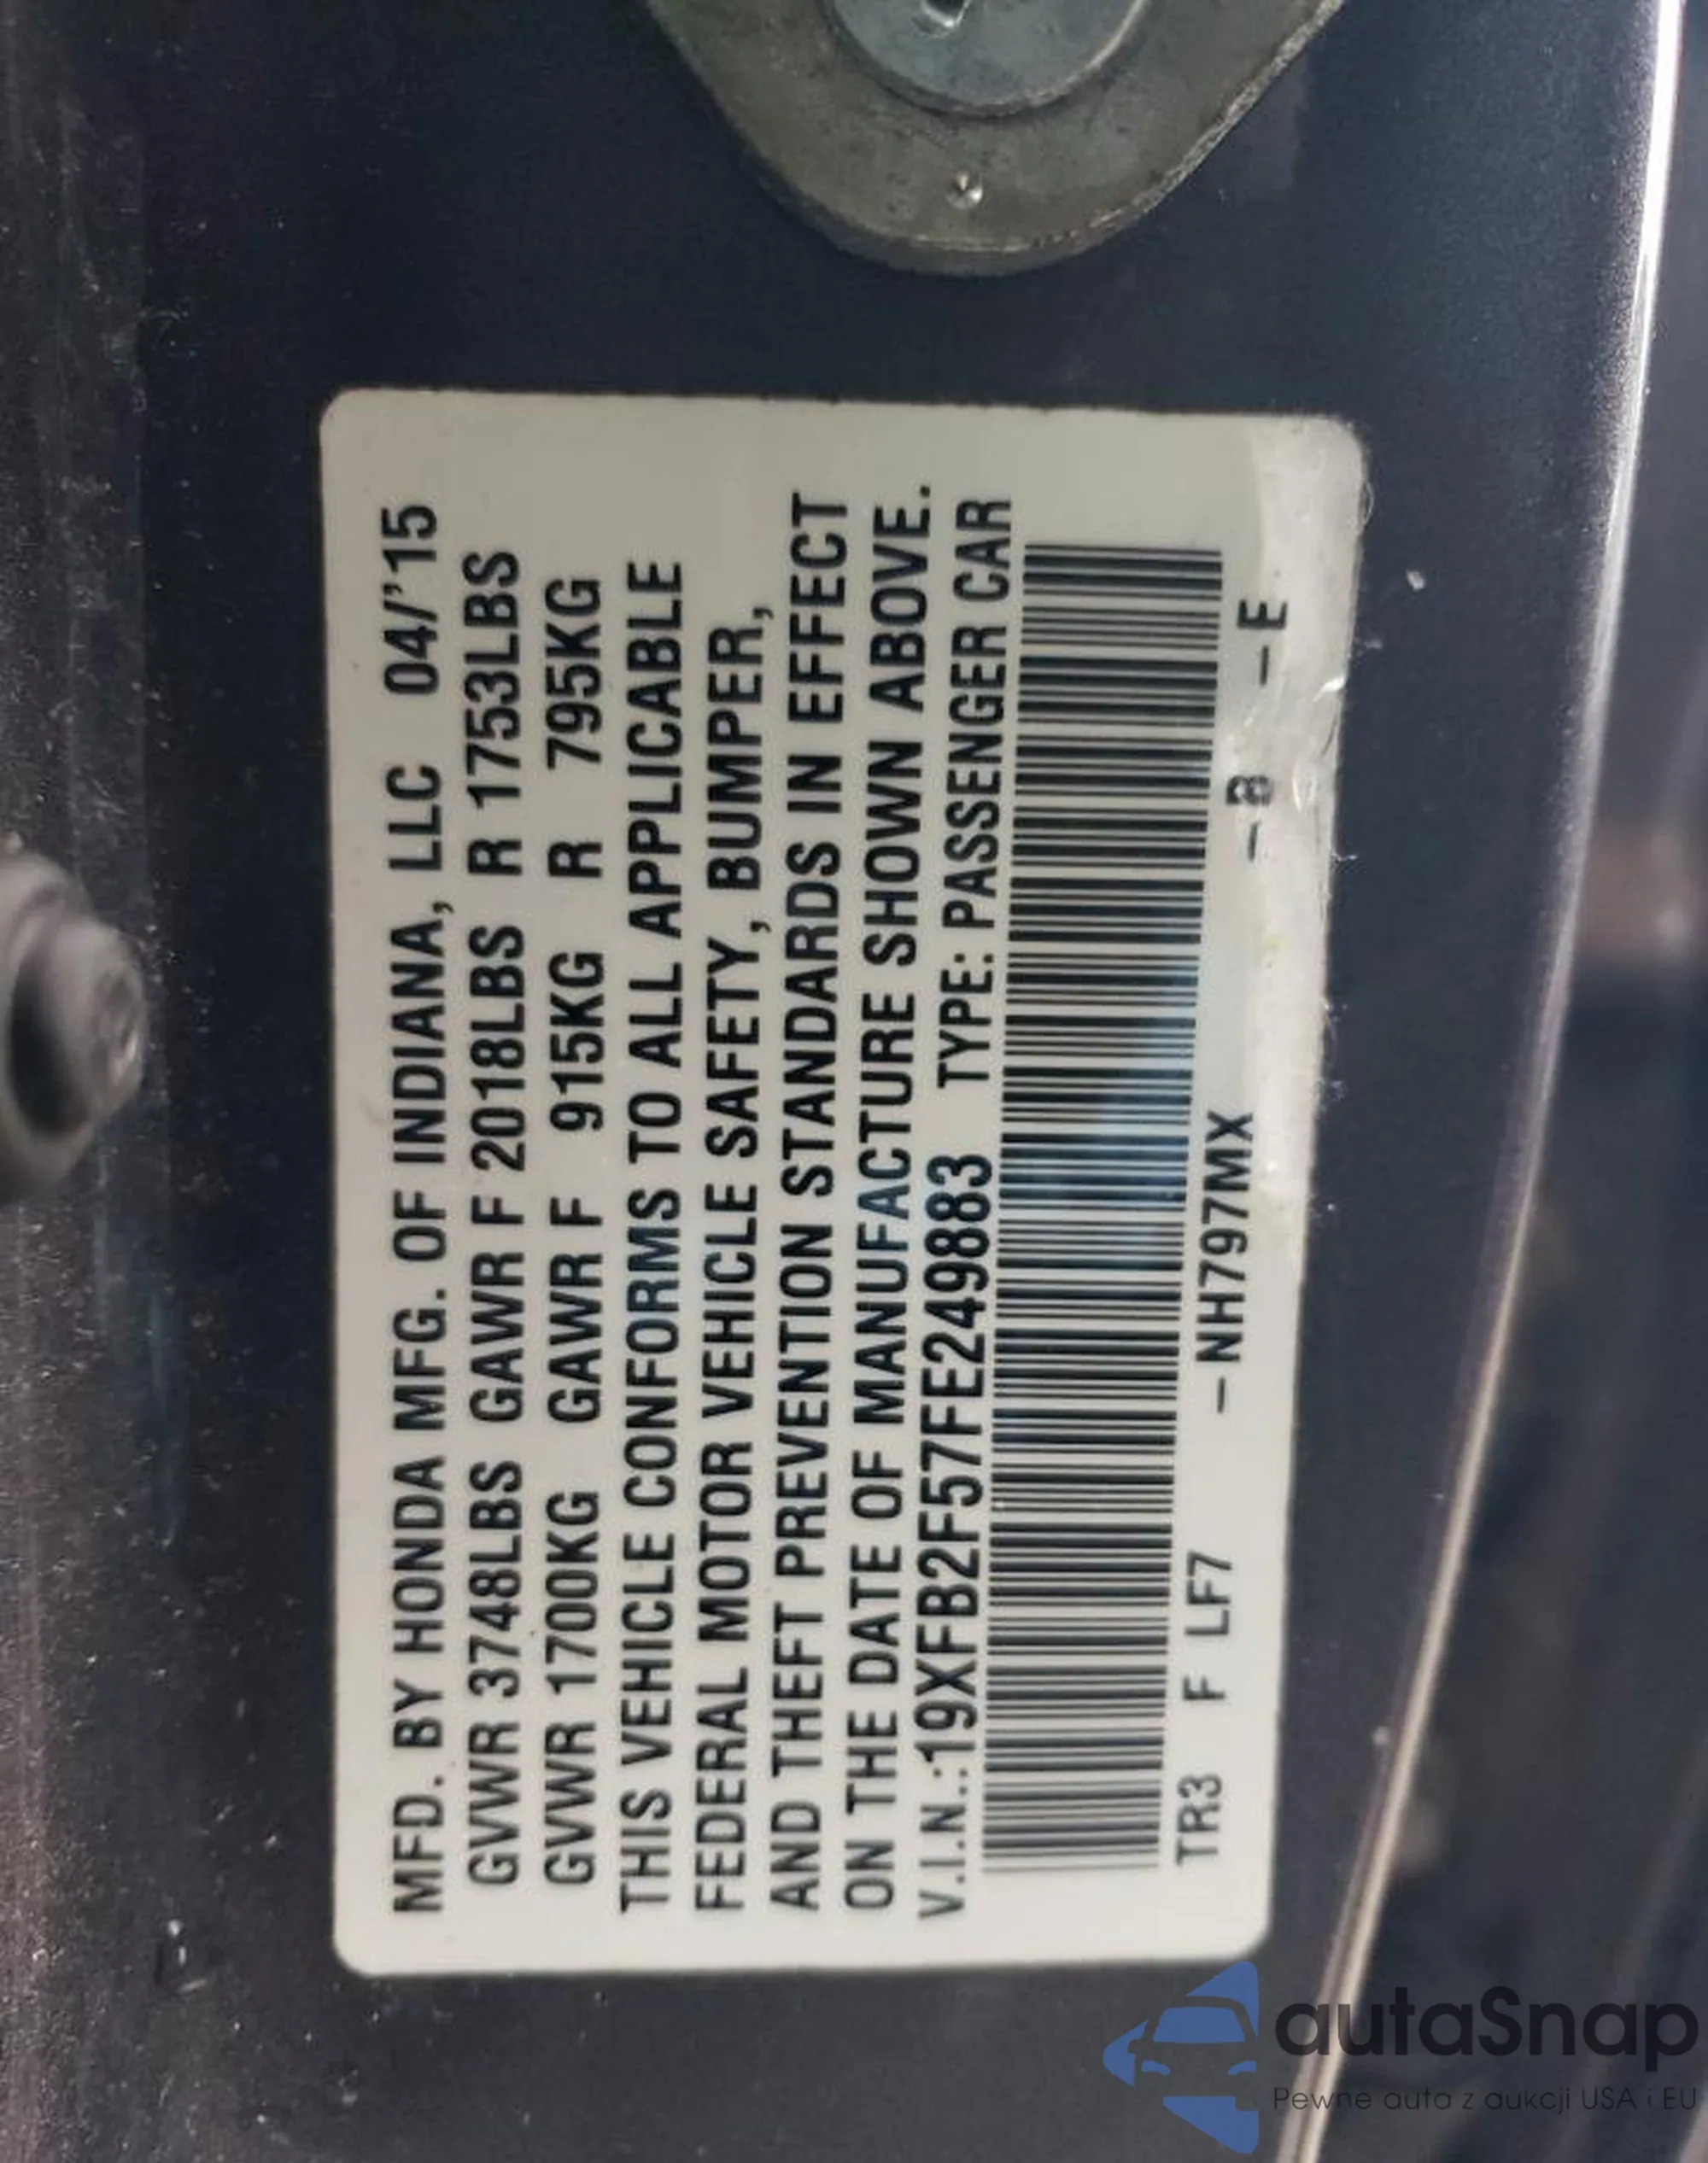 MFD. BY HONDA MFG. OF INDIANA, LLC 04/'15
GVWR 3748LBS GAWR F 2018LBS R 1753LBS
GVWR 1700KG GAWR F 915KG R 795KG
THIS VEHICLE CONFORMS TO ALL APPLICABLE
FEDERAL MOTOR VEHICLE SAFETY, BUMPER,
AND THEFT PREVENTION STANDARDS IN EFFECT
ON THE DATE OF MANUFACTURE SHOWN ABOVE.
V.I.N.:19XFB2F57FE249883 TYPE: PASSENGER CAR
TR3 F LF7 –NH797MX –B –E
autaSnap
Pewne auta z aukcji USA i EU